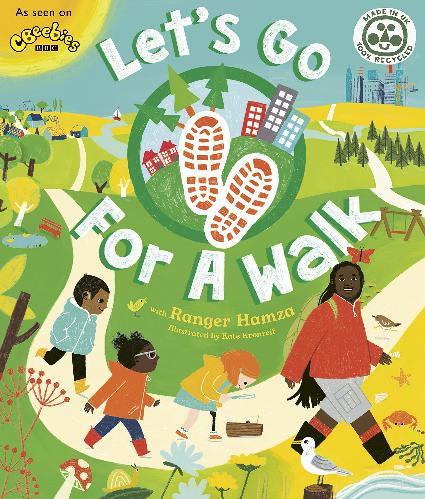 As seen on
CBeebies
BBC
MADE IN UK
100% RECYCLED
Let's Go
For A Walk
with Ranger Hamza
Illustrated by Kate Kronreif